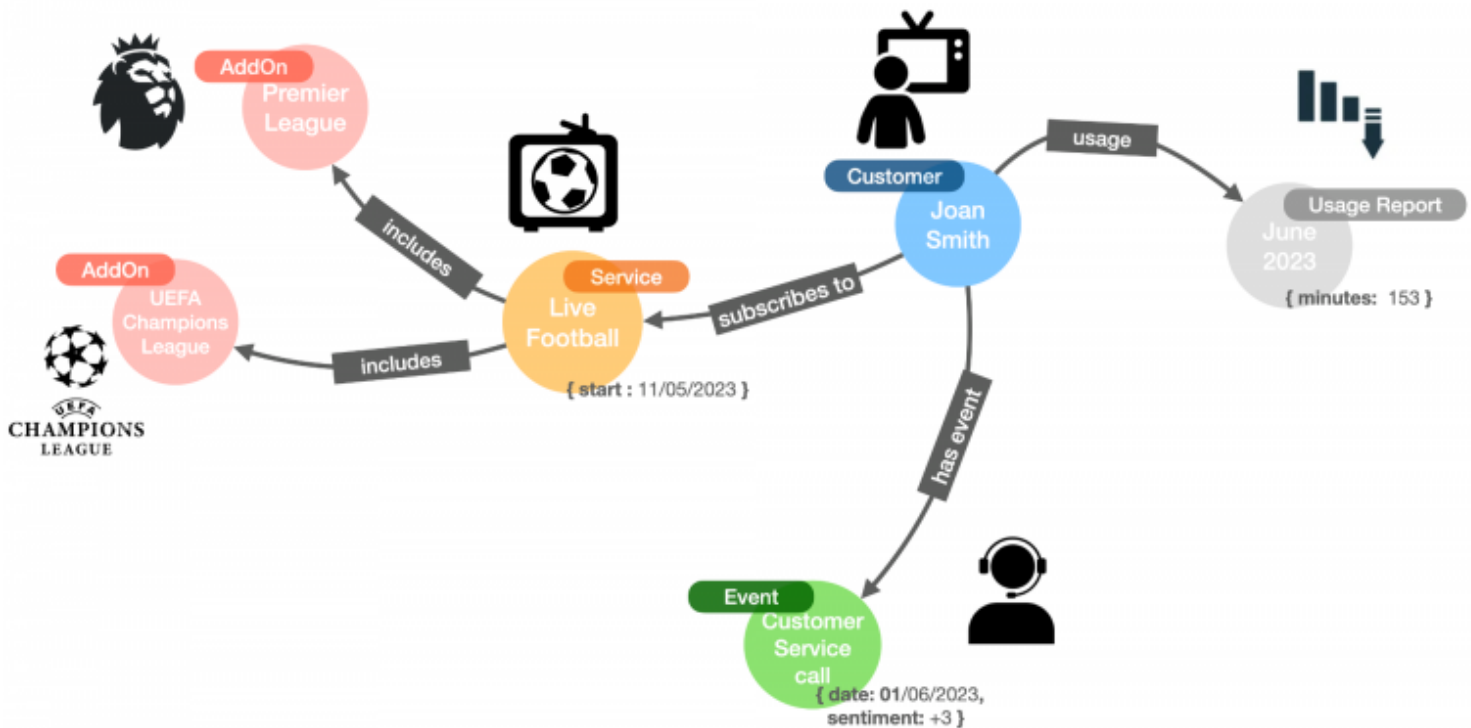 AddOn
Premier
League
includes
AddOn
UEFA
Champions
League
includes
UEFA
CHAMPIONS
LEAGUE
Service
Live
Football
{ start : 11/05/2023 }
subscribes to
Customer
Joan
Smith
usage
Usage Report
June
2023
{ minutes: 153 }
has event
Event
Customer
Service
call
{ date: 01/06/2023,
sentiment: +3 }